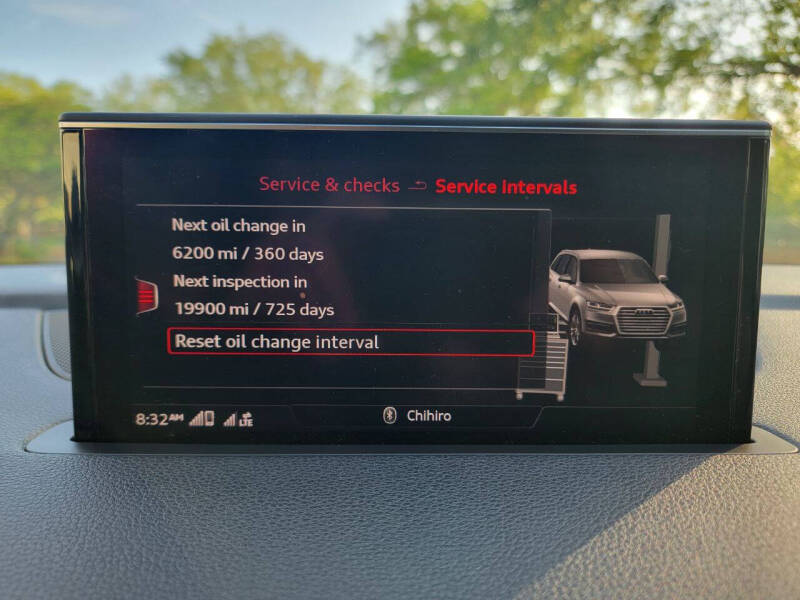 Service & checks Service intervals
Next oil change in
6200 mi / 360 days
Next inspection in
19900 mi / 725 days
Reset oil change interval
8:32AM LTE Chihiro